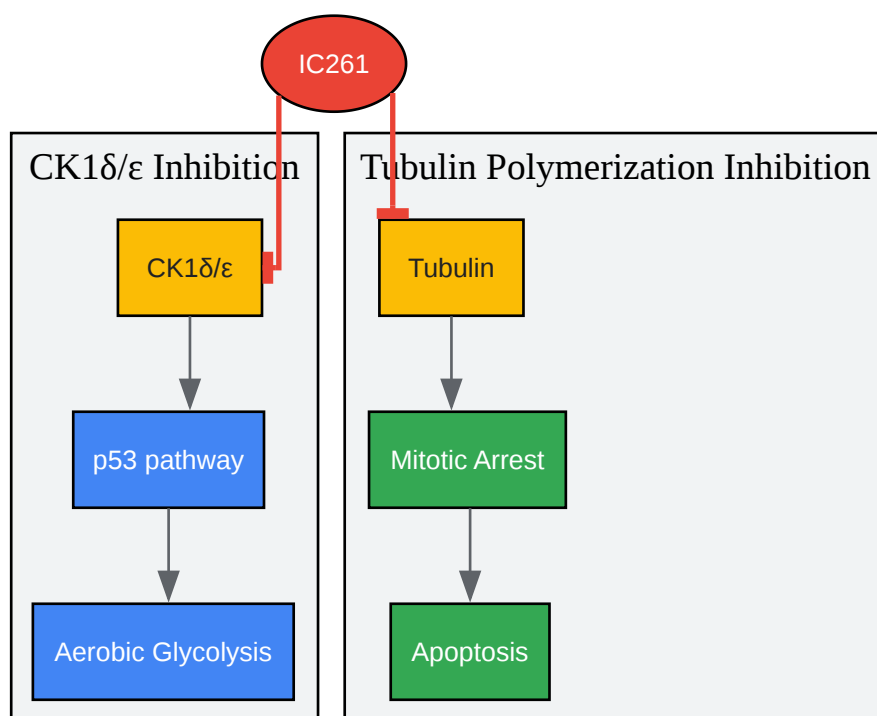 IC261
CK1δ/ε Inhibition
CK1δ/ε
p53 pathway
Aerobic Glycolysis
Tubulin Polymerization Inhibition
Tubulin
Mitotic Arrest
Apoptosis